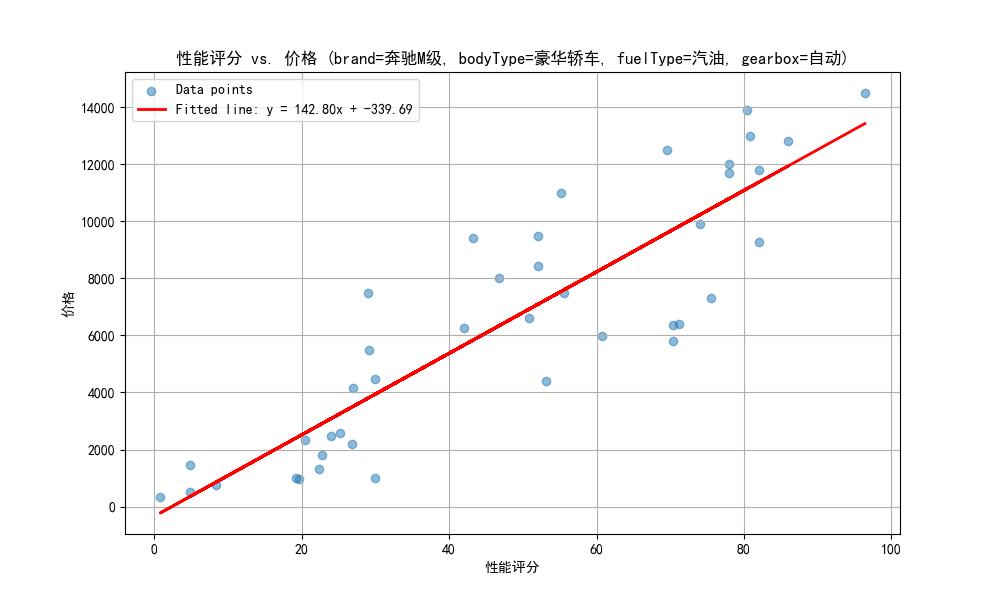 性能评分 vs. 价格 (brand=奔驰M级, bodyType=豪华轿车, fuelType=汽油, gearbox=自动)
Data points
Fitted line: y = 142.80x + -339.69
价格
14000
12000
10000
8000
6000
4000
2000
0
0 20 40 60 80 100
性能评分